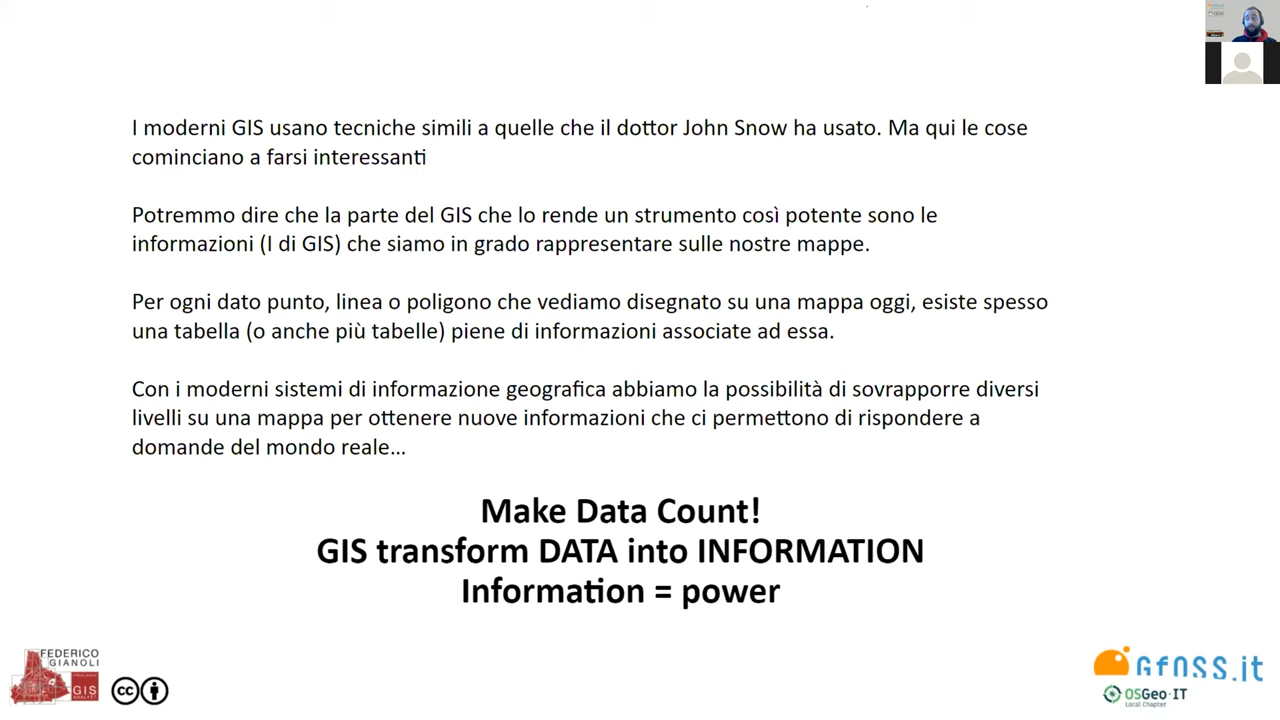 I moderni GIS usano tecniche simili a quelle che il dottor John Snow ha usato. Ma qui le cose
cominciano a farsi interessanti
Potremmo dire che la parte del GIS che lo rende un strumento così potente sono le
informazioni (I di GIS) che siamo in grado rappresentare sulle nostre mappe.
Per ogni dato punto, linea o poligono che vediamo disegnato su una mappa oggi, esiste spesso
una tabella (o anche più tabelle) piene di informazioni associate ad essa.
Con i moderni sistemi di informazione geografica abbiamo la possibilità di sovrapporre diversi
livelli su una mappa per ottenere nuove informazioni che ci permettono di rispondere a
domande del mondo reale...
Make Data Count!
GIS transform DATA into INFORMATION
Information = power
FEDERICO
GIANOLI
GIS
cc
GFOSS.it
OSGeo·IT
Local Chapter